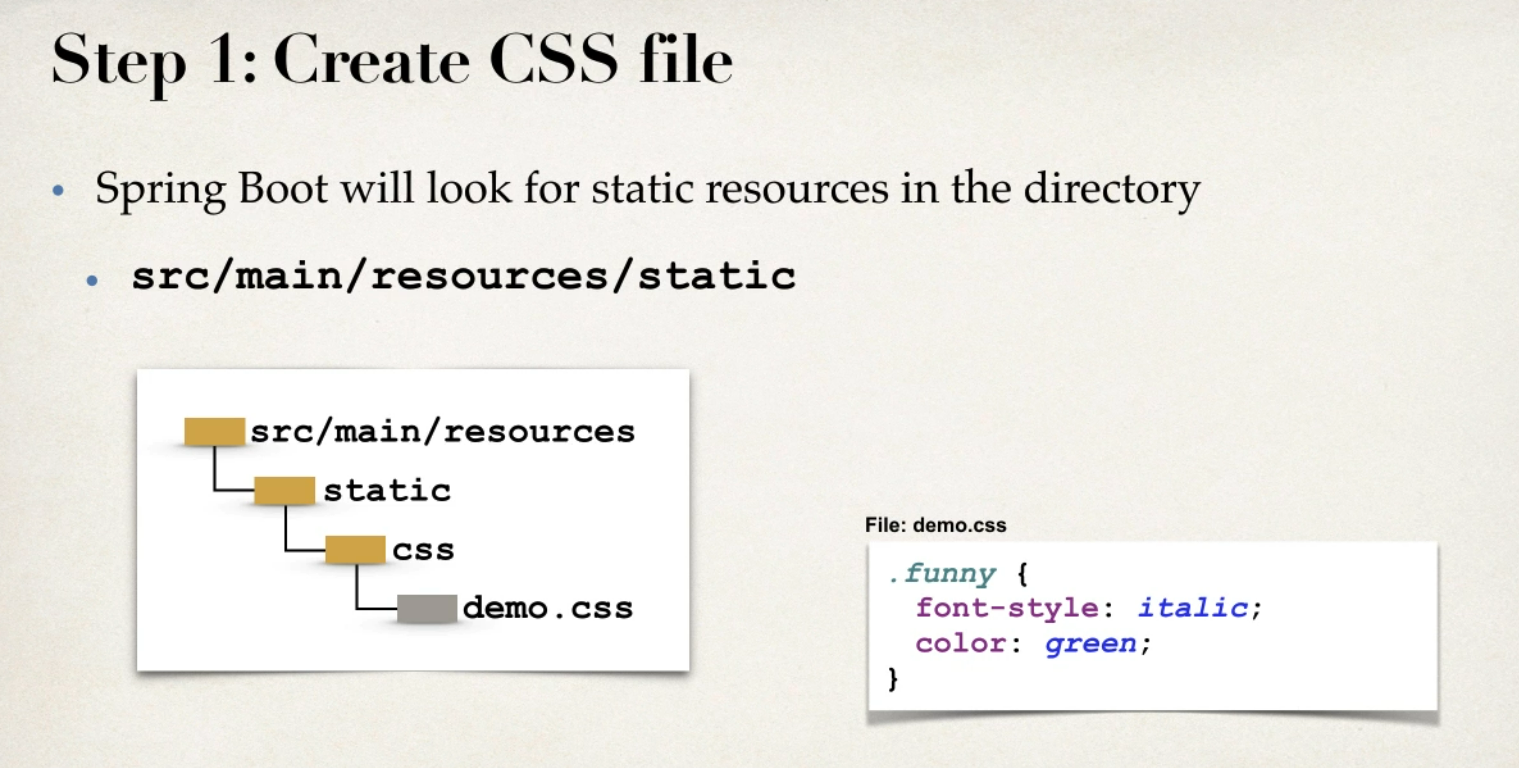 Step 1: Create CSS file
• Spring Boot will look for static resources in the directory
• src/main/resources/static
src/main/resources
static
css
demo.css
File: demo.css
.funny {
font-style: italic;
color: green;
}